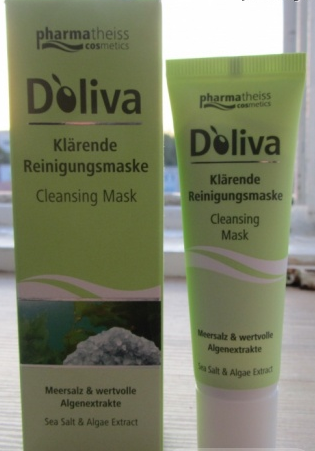 pharmatheiss
cosmetics
D'oliva
Klärende
Reinigungsmaske
Cleansing Mask
Meersalz & wertvolle
Algenextrakte
Sea Salt & Algae Extract
pharmatheiss
cosmetics
D'oliva
Klärende
Reinigungsmaske
Cleansing
Mask
Meersalz & wertvolle
Algenextrakte
Sea Salt & Algae Extract